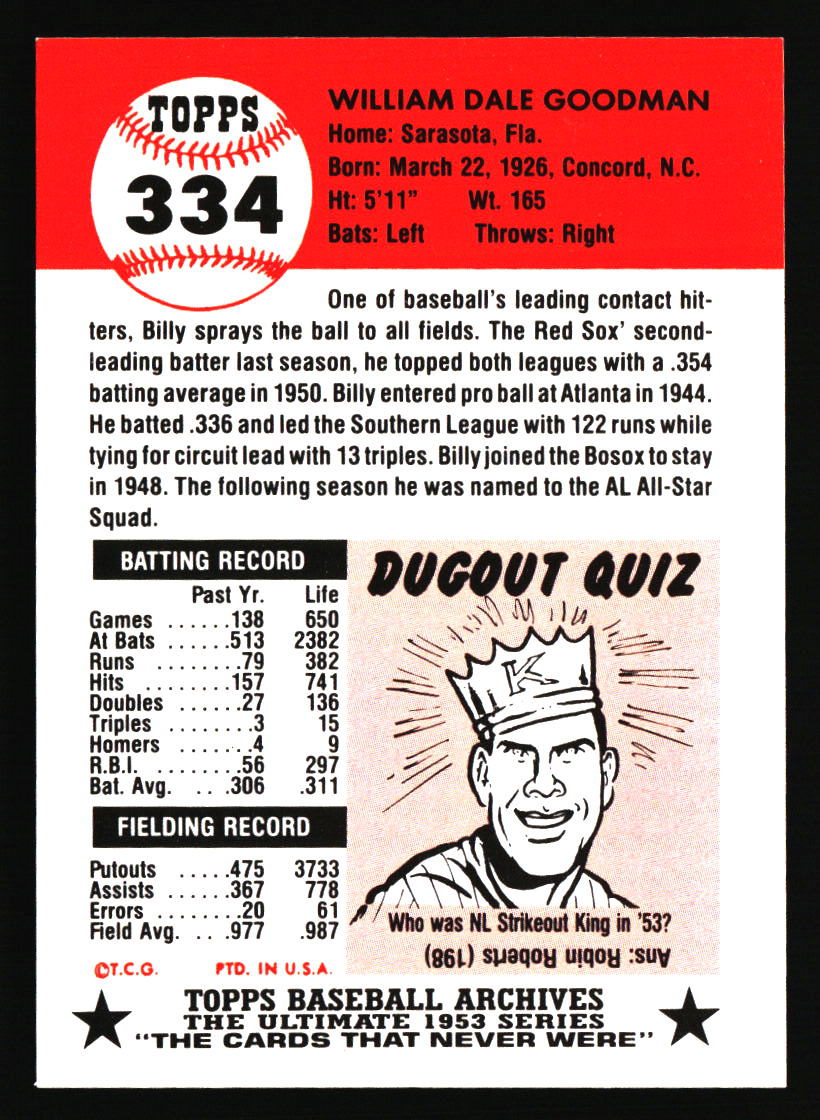 TOPPS
334
WILLIAM DALE GOODMAN
Home: Sarasota, Fla.
Born: March 22, 1926, Concord, N.C.
Ht: 5'11" Wt. 165
Bats: Left Throws: Right
One of baseball's leading contact hit-
ters, Billy sprays the ball to all fields. The Red Sox' second-
leading batter last season, he topped both leagues with a .354
batting average in 1950. Billy entered pro ball at Atlanta in 1944.
He batted .336 and led the Southern League with 122 runs while
tying for circuit lead with 13 triples. Billy joined the Bosox to stay
in 1948. The following season he was named to the AL All-Star
Squad.
BATTING RECORD
Past Yr. Life
Games ......138 650
At Bats ......513 2382
Runs ........79 382
Hits ........157 741
Doubles ......27 136
Triples ........3 15
Homers ......4 9
R.B.I. ........56 297
Bat. Avg. ...306 .311
FIELDING RECORD
Putouts .....475 3733
Assists ......367 778
Errors ........20 61
Field Avg. ...977 .987
©T.C.G. PTD. IN U.S.A.
DUGOUT QUIZ
K
Who was NL Strikeout King in '53?
Ans: Robin Roberts (198)
TOPPS BASEBALL ARCHIVES
THE ULTIMATE 1953 SERIES
"THE CARDS THAT NEVER WERE"